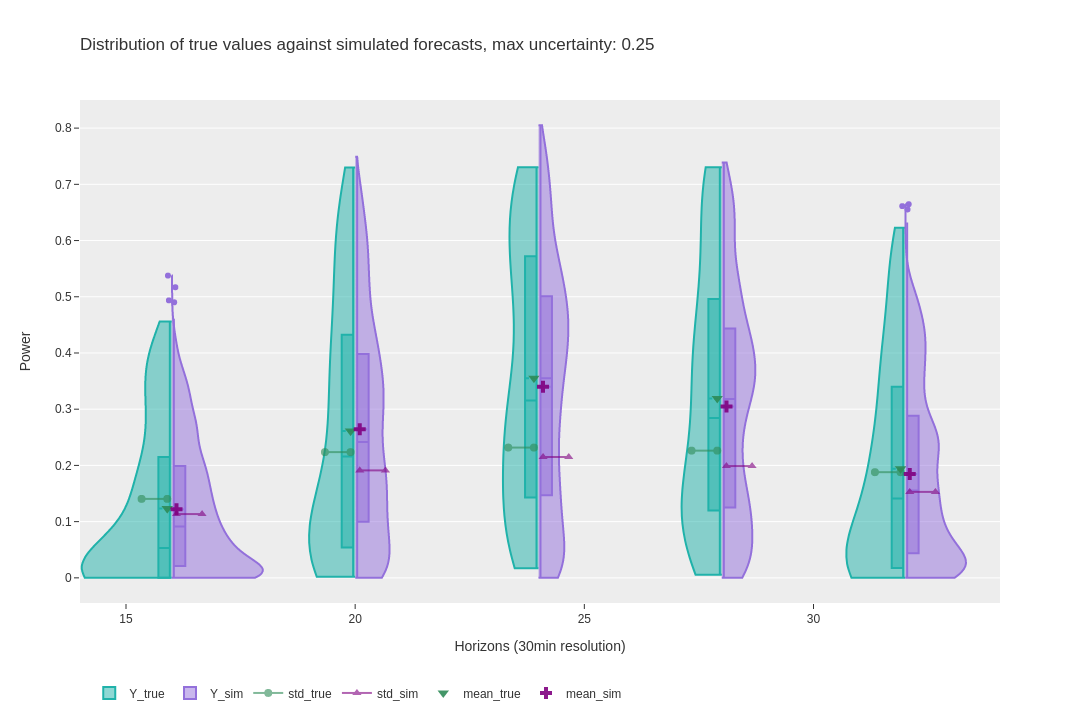 Distribution of true values against simulated forecasts, max uncertainty: 0.25
0.8
0.7
0.6
0.5
0.4
0.3
0.2
0.1
0
Power
15 20 25 30
Horizons (30min resolution)
Y_true Y_sim std_true std_sim mean_true mean_sim